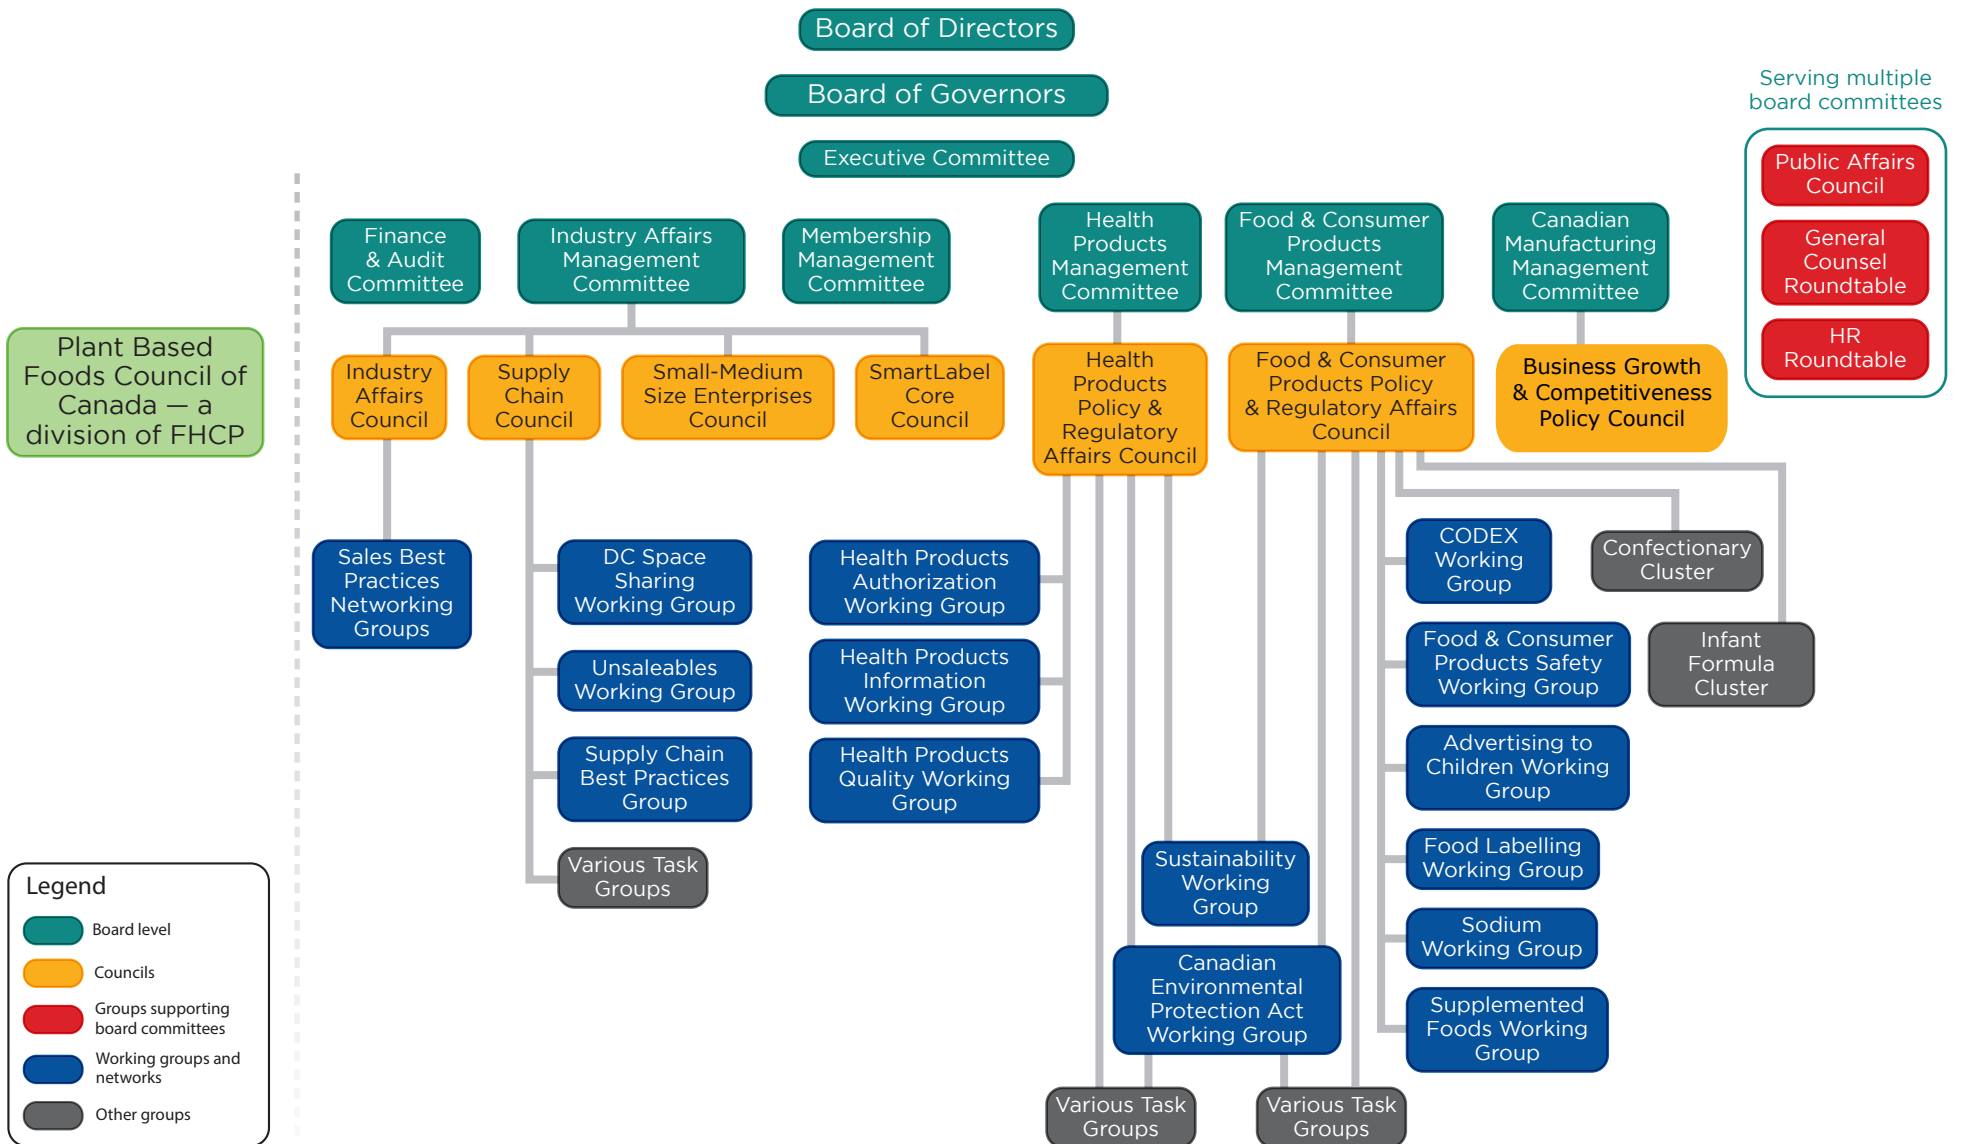 Board of Directors
Board of Governors
Executive Committee
Serving multiple
board committees
Public Affairs
Council
General
Counsel
Roundtable
HR
Roundtable
Finance
& Audit
Committee
Industry Affairs
Management
Committee
Membership
Management
Committee
Health
Products
Management
Committee
Food & Consumer
Products
Management
Committee
Canadian
Manufacturing
Management
Committee
Plant Based
Foods Council of
Canada — a
division of FHCP
Industry
Affairs
Council
Supply
Chain
Council
Small-Medium
Size Enterprises
Council
SmartLabel
Core
Council
Health
Products
Policy &
Regulatory
Affairs Council
Food & Consumer
Products Policy
& Regulatory Affairs
Council
Business Growth
& Competitiveness
Policy Council
Sales Best
Practices
Networking
Groups
DC Space
Sharing
Working Group
Unsaleables
Working Group
Supply Chain
Best Practices
Group
Various Task
Groups
Health Products
Authorization
Working Group
Health Products
Information
Working Group
Health Products
Quality Working
Group
Sustainability
Working
Group
Canadian
Environmental
Protection Act
Working Group
Various Task
Groups
Various Task
Groups
CODEX
Working
Group
Food & Consumer
Products Safety
Working Group
Advertising to
Children Working
Group
Food Labelling
Working Group
Sodium
Working Group
Supplemented
Foods Working
Group
Confectionary
Cluster
Infant
Formula
Cluster
Legend
Board level
Councils
Groups supporting
board committees
Working groups and
networks
Other groups